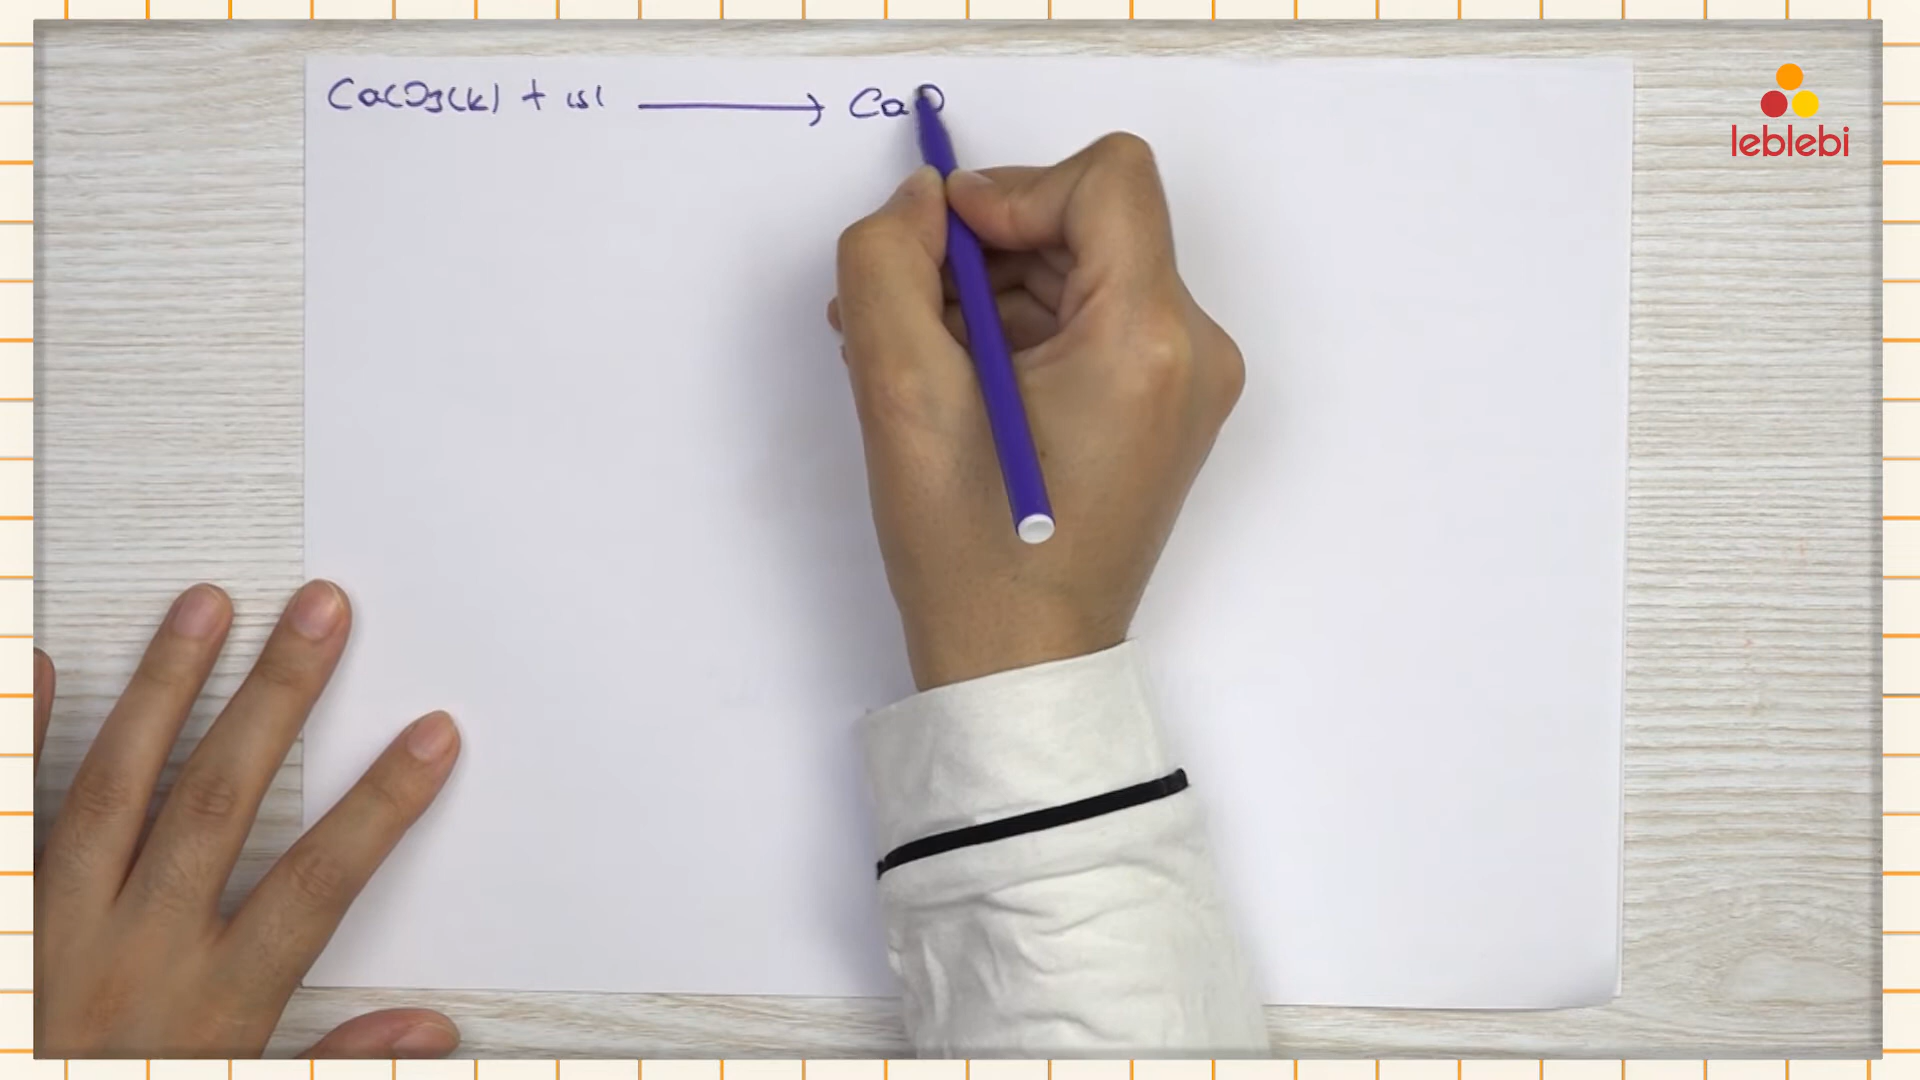 CaCO3(k) + ısı ⟶ CaO
leblebi